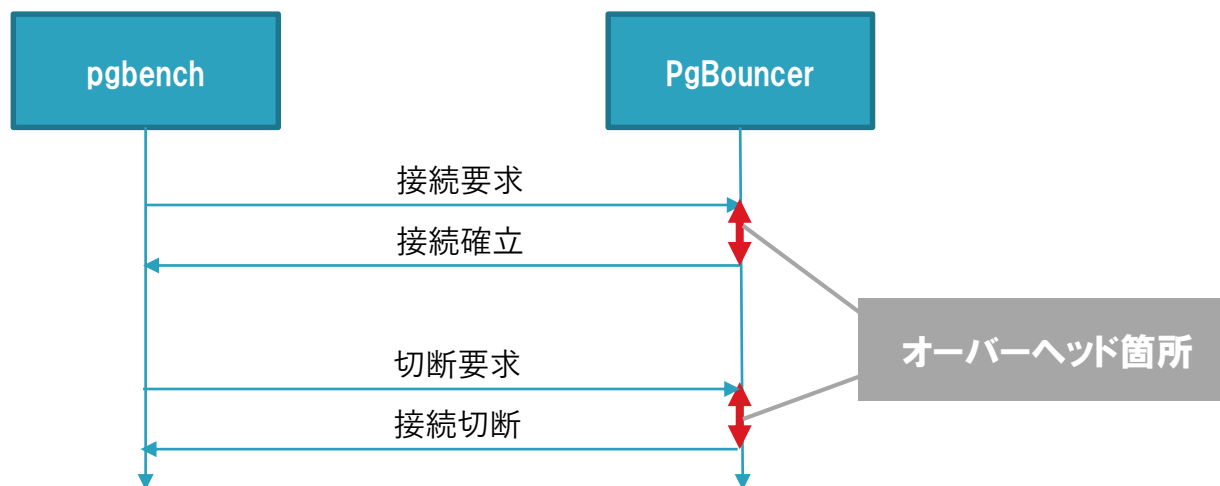 pgbench
PgBouncer
接続要求
接続確立
オーバーヘッド箇所
切断要求
接続切断